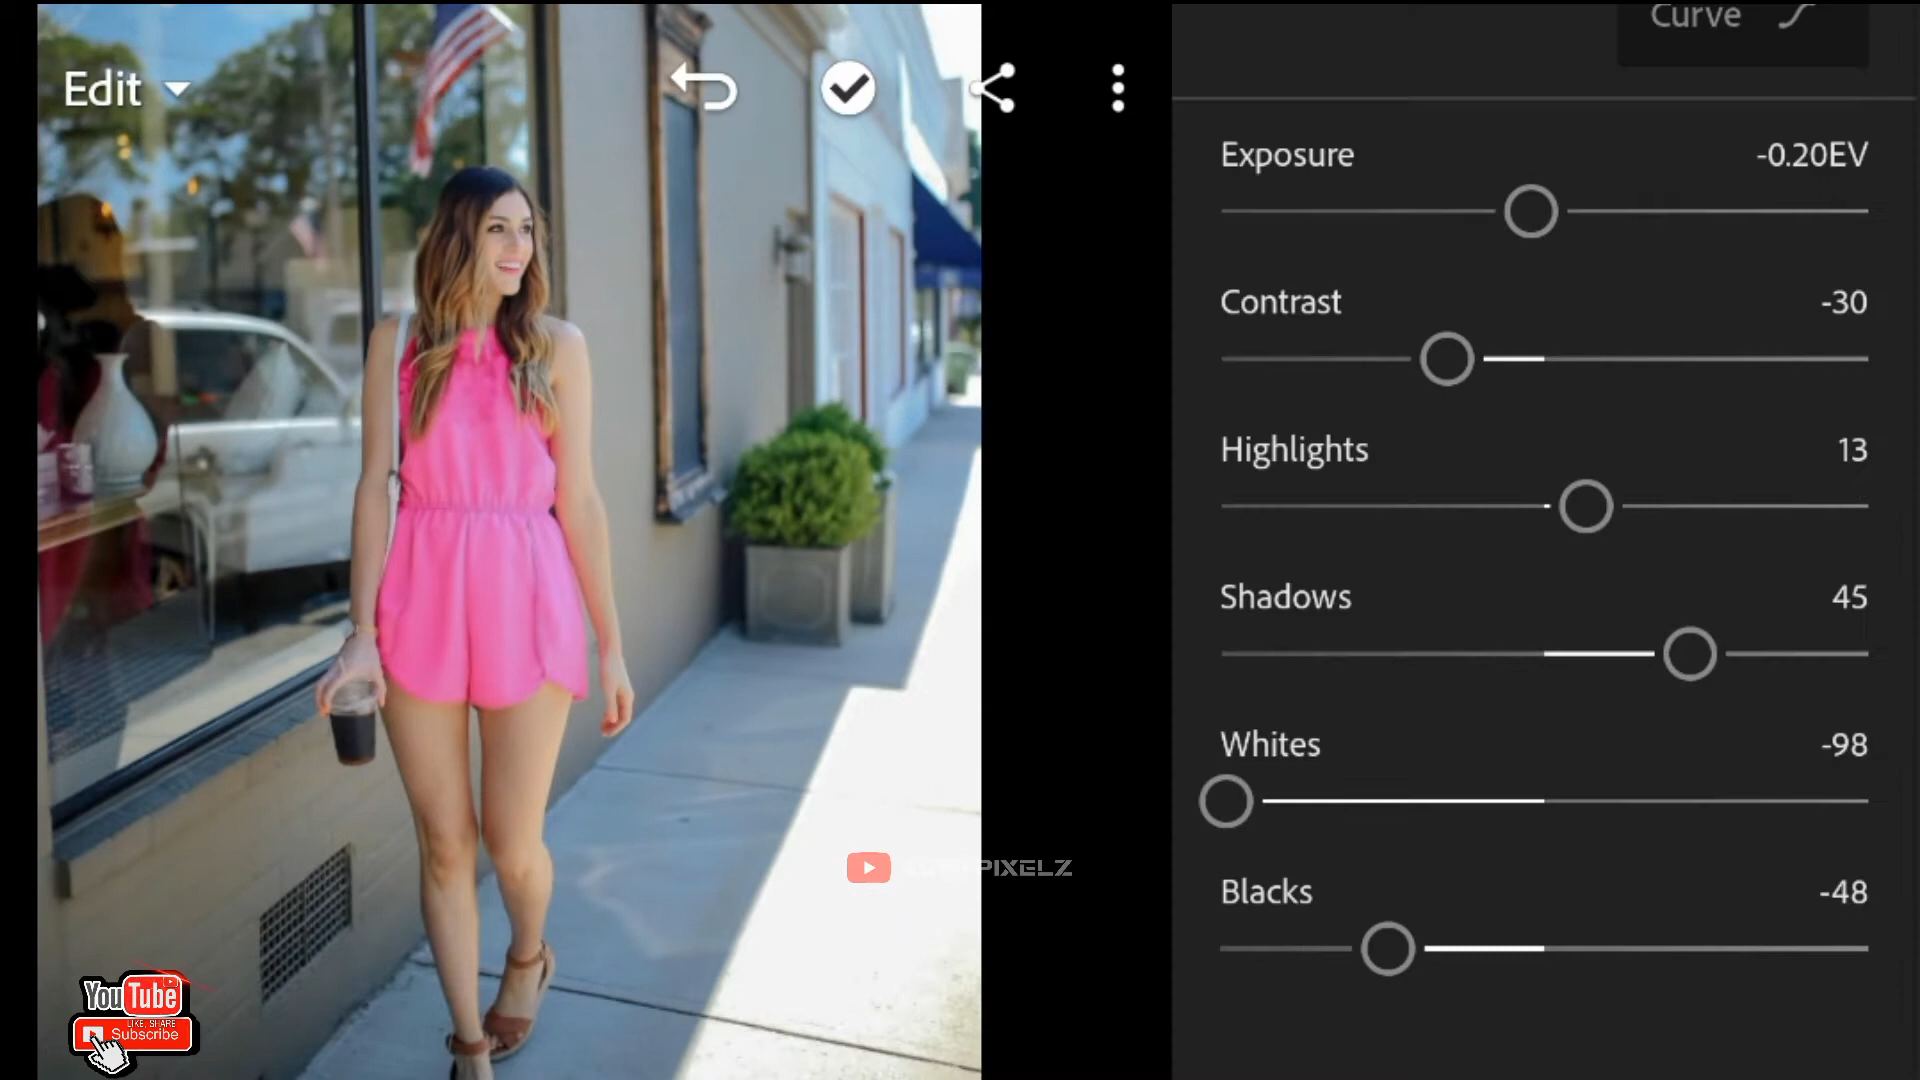 Edit
Curve
Exposure -0.20EV
Contrast -30
Highlights 13
Shadows 45
Whites -98
Blacks -48
PIXELZ
YouTube
LIKE, SHARE
Subscribe